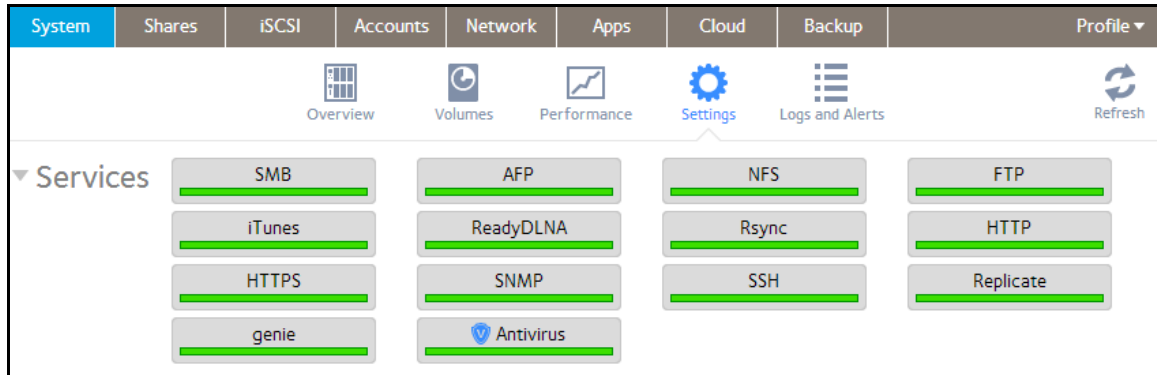 System Shares iSCSI Accounts Network Apps Cloud Backup Profile
Overview Volumes Performance Settings Logs and Alerts Refresh
Services SMB AFP NFS FTP
iTunes ReadyDLNA Rsync HTTP
HTTPS SNMP SSH Replicate
genie V Antivirus